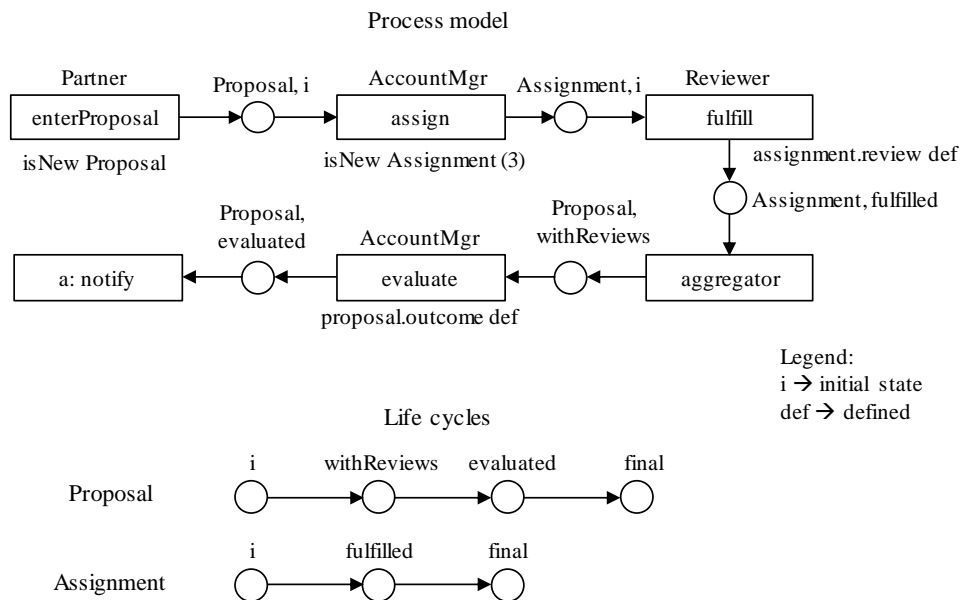 Process model
Partner
Proposal, i
AccountMgr
Assignment, i
Reviewer
enterProposal
assign
fulfill
isNew Proposal
isNew Assignment (3)
assignment.review def
Assignment, fulfilled
Proposal,
evaluated
AccountMgr
Proposal,
withReviews
a: notify
evaluate
aggregator
proposal.outcome def
Legend:
i → initial state
def → defined
Life cycles
i
withReviews
evaluated
final
Proposal
i
fulfilled
final
Assignment